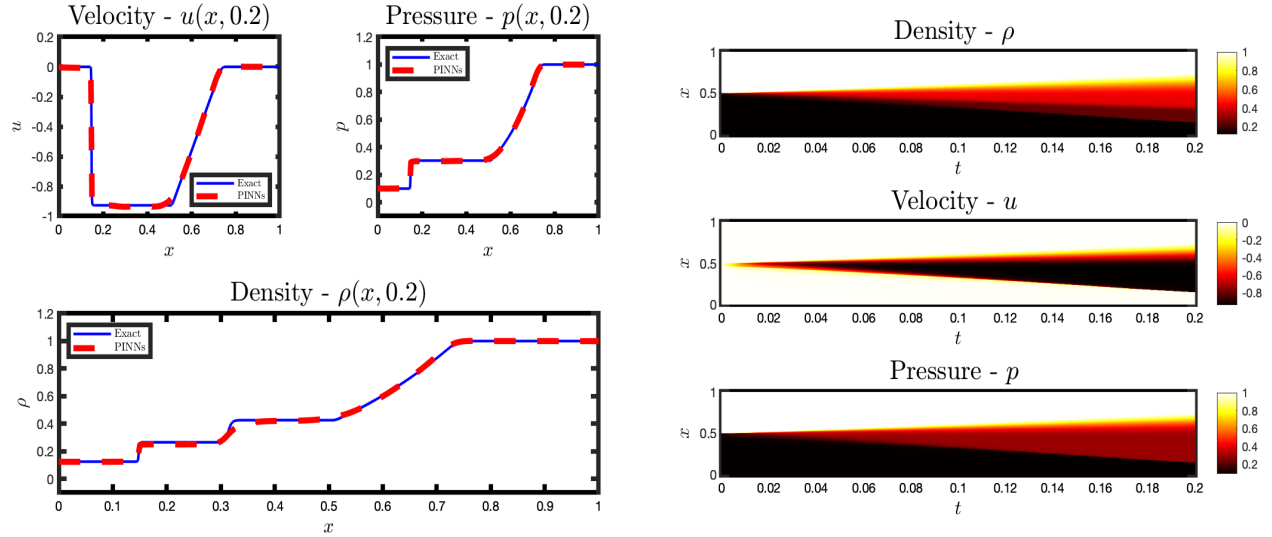 Velocity - u(x, 0.2)
0.2
0
-0.2
-0.4
-0.6
-0.8
-1
u
Exact
PINNs
0 0.2 0.4 0.6 0.8 1
x
Pressure - p(x, 0.2)
1.2
1
0.8
0.6
0.4
0.2
0
p
Exact
PINNs
0 0.2 0.4 0.6 0.8 1
x
Density - ρ(x, 0.2)
1.2
1
0.8
0.6
0.4
0.2
0
ρ
Exact
PINNs
0 0.1 0.2 0.3 0.4 0.5 0.6 0.7 0.8 0.9 1
x
Density - ρ
1
0.5
0
x
0 0.02 0.04 0.06 0.08 0.1 0.12 0.14 0.16 0.18 0.2
t
1
0.8
0.6
0.4
0.2
Velocity - u
1
0.5
0
x
0 0.02 0.04 0.06 0.08 0.1 0.12 0.14 0.16 0.18 0.2
t
0
-0.2
-0.4
-0.6
-0.8
Pressure - p
1
0.5
0
x
0 0.02 0.04 0.06 0.08 0.1 0.12 0.14 0.16 0.18 0.2
t
1
0.8
0.6
0.4
0.2